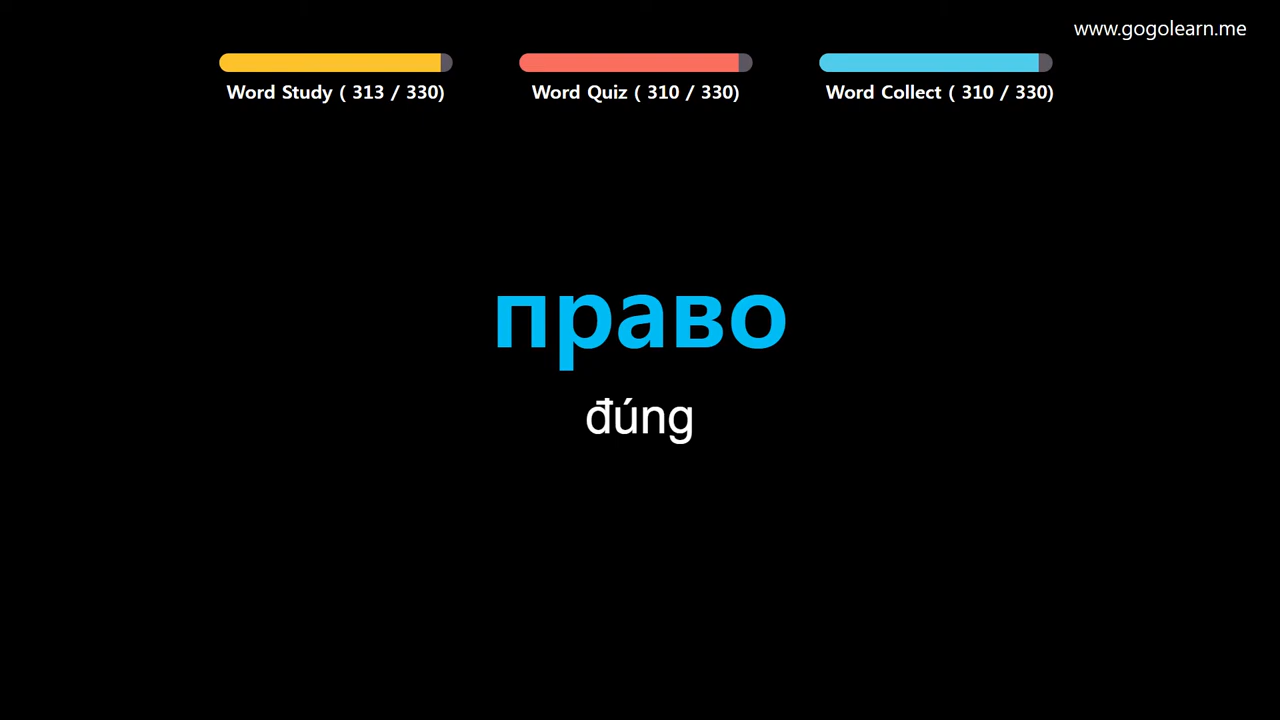 www.gogolearn.me
Word Study ( 313 / 330)
Word Quiz ( 310 / 330)
Word Collect ( 310 / 330)
право
đúng